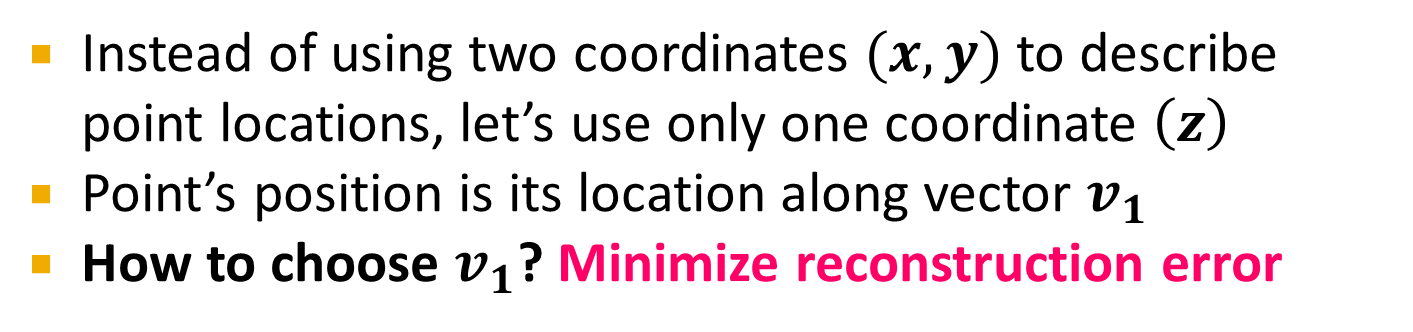 ▪ Instead of using two coordinates (x, y) to describe
point locations, let’s use only one coordinate (z)
▪ Point’s position is its location along vector v₁
▪ How to choose v₁? Minimize reconstruction error